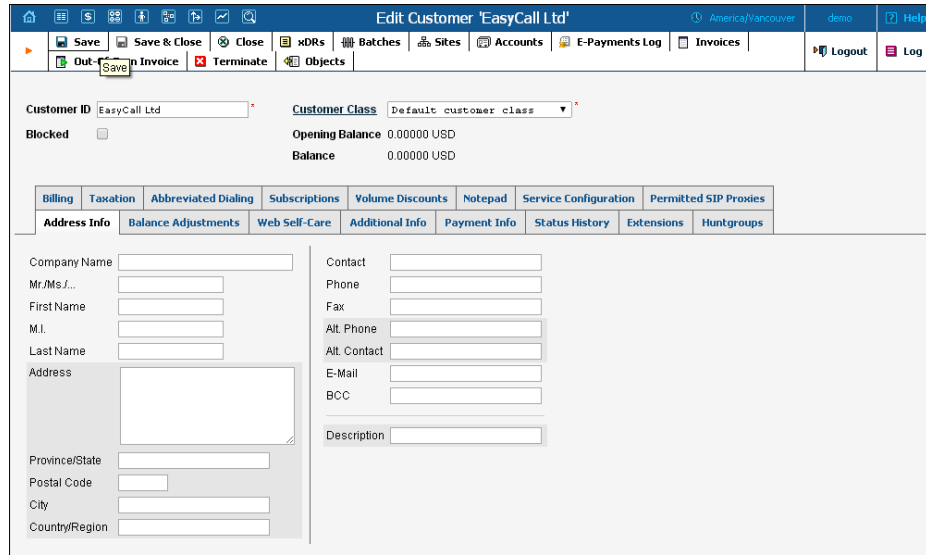 Edit Customer 'EasyCall Ltd' America/Vancouver demo Help
Save Save & Close Close xDRs Batches Sites Accounts E-Payments Log Invoices
Logout Log
Out- n Invoice Terminate Objects
Save
Customer ID EasyCall Ltd * Customer Class Default customer class *
Blocked Opening Balance 0.00000 USD
Balance 0.00000 USD
Billing Taxation Abbreviated Dialing Subscriptions Volume Discounts Notepad Service Configuration Permitted SIP Proxies
Address Info Balance Adjustments Web Self-Care Additional Info Payment Info Status History Extensions Huntgroups
Company Name Contact
Mr./Ms./... Phone
First Name Fax
M.I. Alt. Phone
Last Name Alt. Contact
Address E-Mail
BCC
Description
Province/State
Postal Code
City
Country/Region